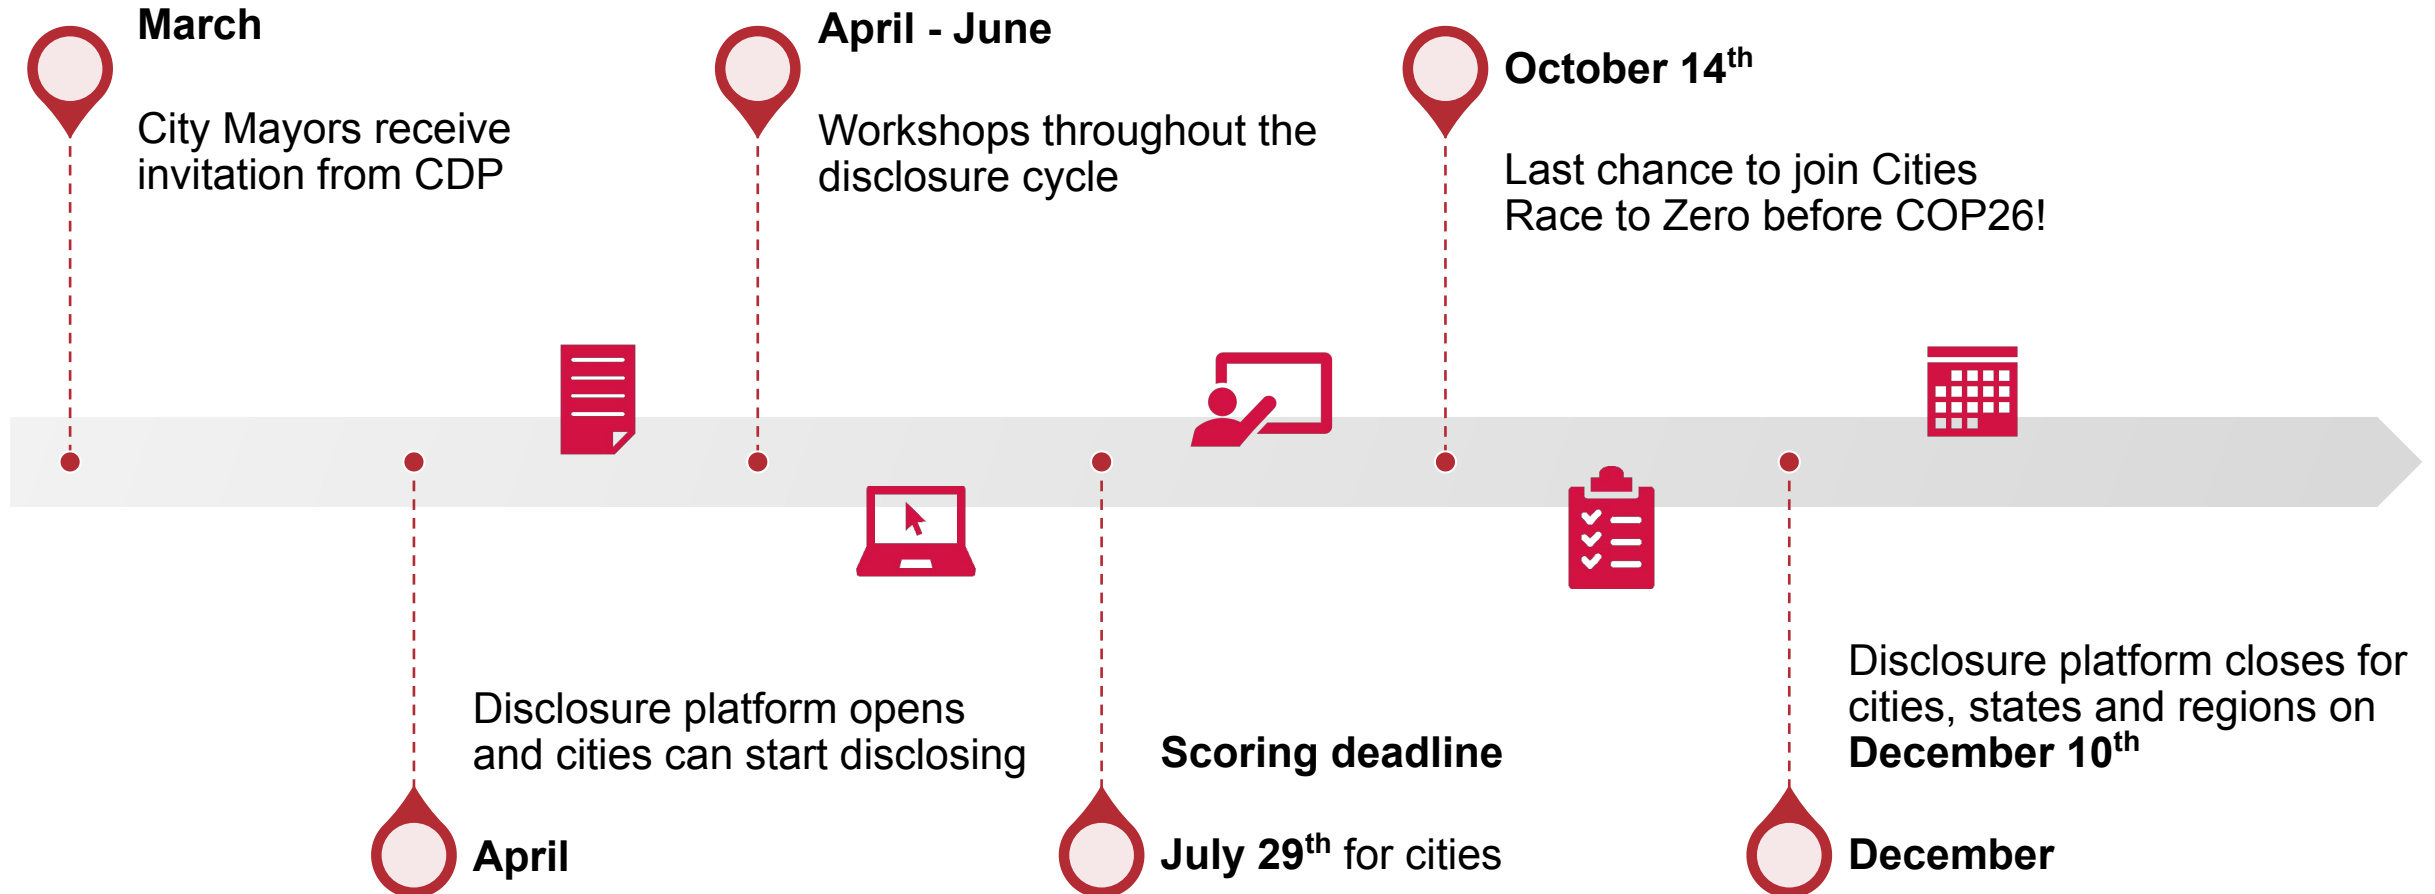 March
City Mayors receive
invitation from CDP
April - June
Workshops throughout the
disclosure cycle
October 14th
Last chance to join Cities
Race to Zero before COP26!
Disclosure platform opens
and cities can start disclosing
April
Scoring deadline
July 29th for cities
Disclosure platform closes for
cities, states and regions on
December 10th
December